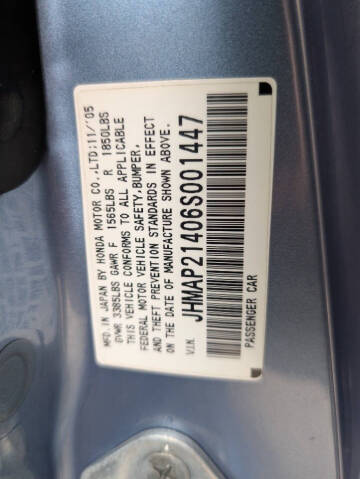 MFD. IN JAPAN BY HONDA MOTOR CO.,LTD;11/'05
GVWR 3385LBS GAWR F 1565LBS R 1850LBS
THIS VEHICLE CONFORMS TO ALL APPLICABLE
FEDERAL MOTOR VEHICLE SAFETY,BUMPER,
AND THEFT PREVENTION STANDARDS IN EFFECT
ON THE DATE OF MANUFACTURE SHOWN ABOVE.
V.I.N. JHMAP21406S001447
PASSENGER CAR